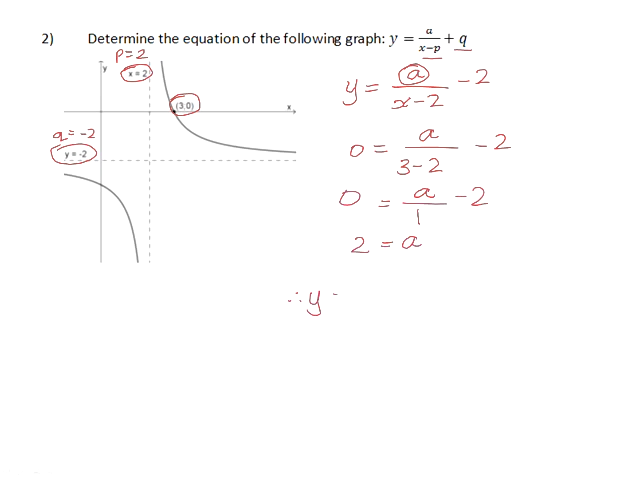 2) Determine the equation of the following graph: y = a/(x−p) + q
p = 2
y
x = 2
y = a/(x − 2) − 2
(3;0)
x
q = −2
y = -2
0 = a/(3 − 2) − 2
0 = a/1 − 2
2 = a
∴ y -